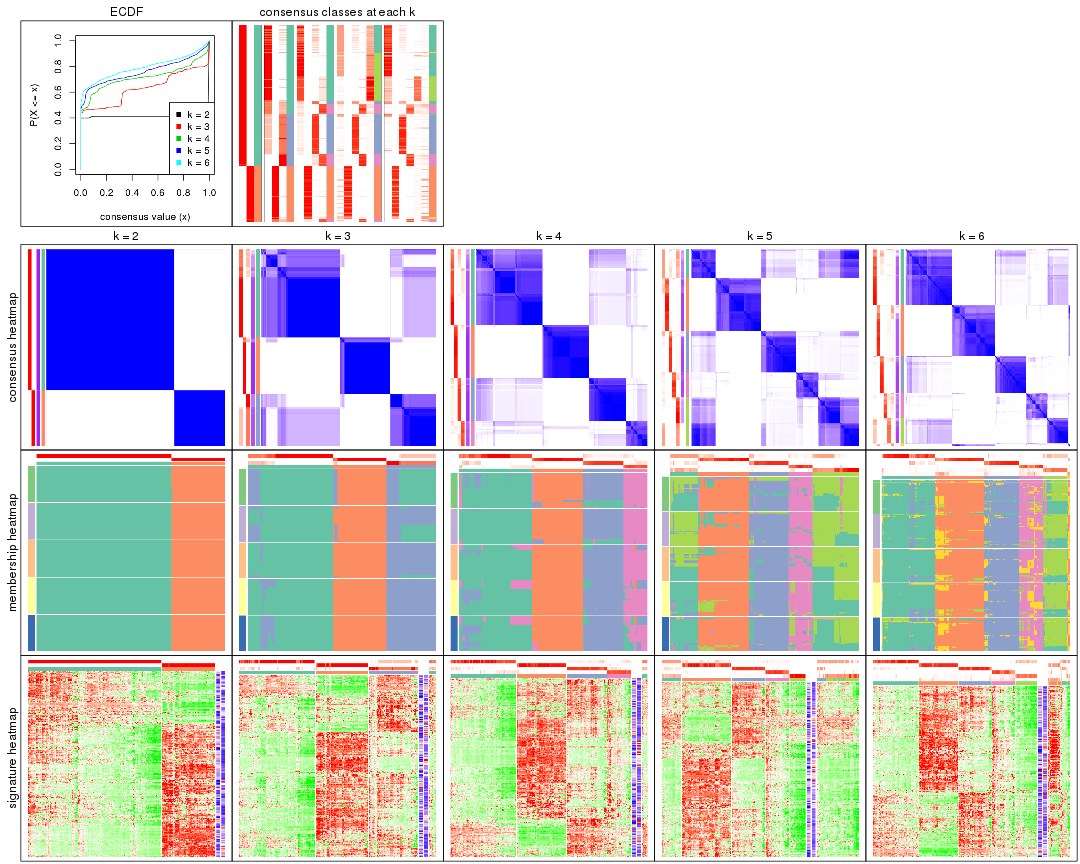 ECDF
consensus classes at each k
P(X <= x)
0.0 0.2 0.4 0.6 0.8 1.0
k = 2
k = 3
k = 4
k = 5
k = 6
0.0 0.2 0.4 0.6 0.8 1.0
consensus value (x)
k = 2
k = 3
k = 4
k = 5
k = 6
consensus heatmap
membership heatmap
signature heatmap